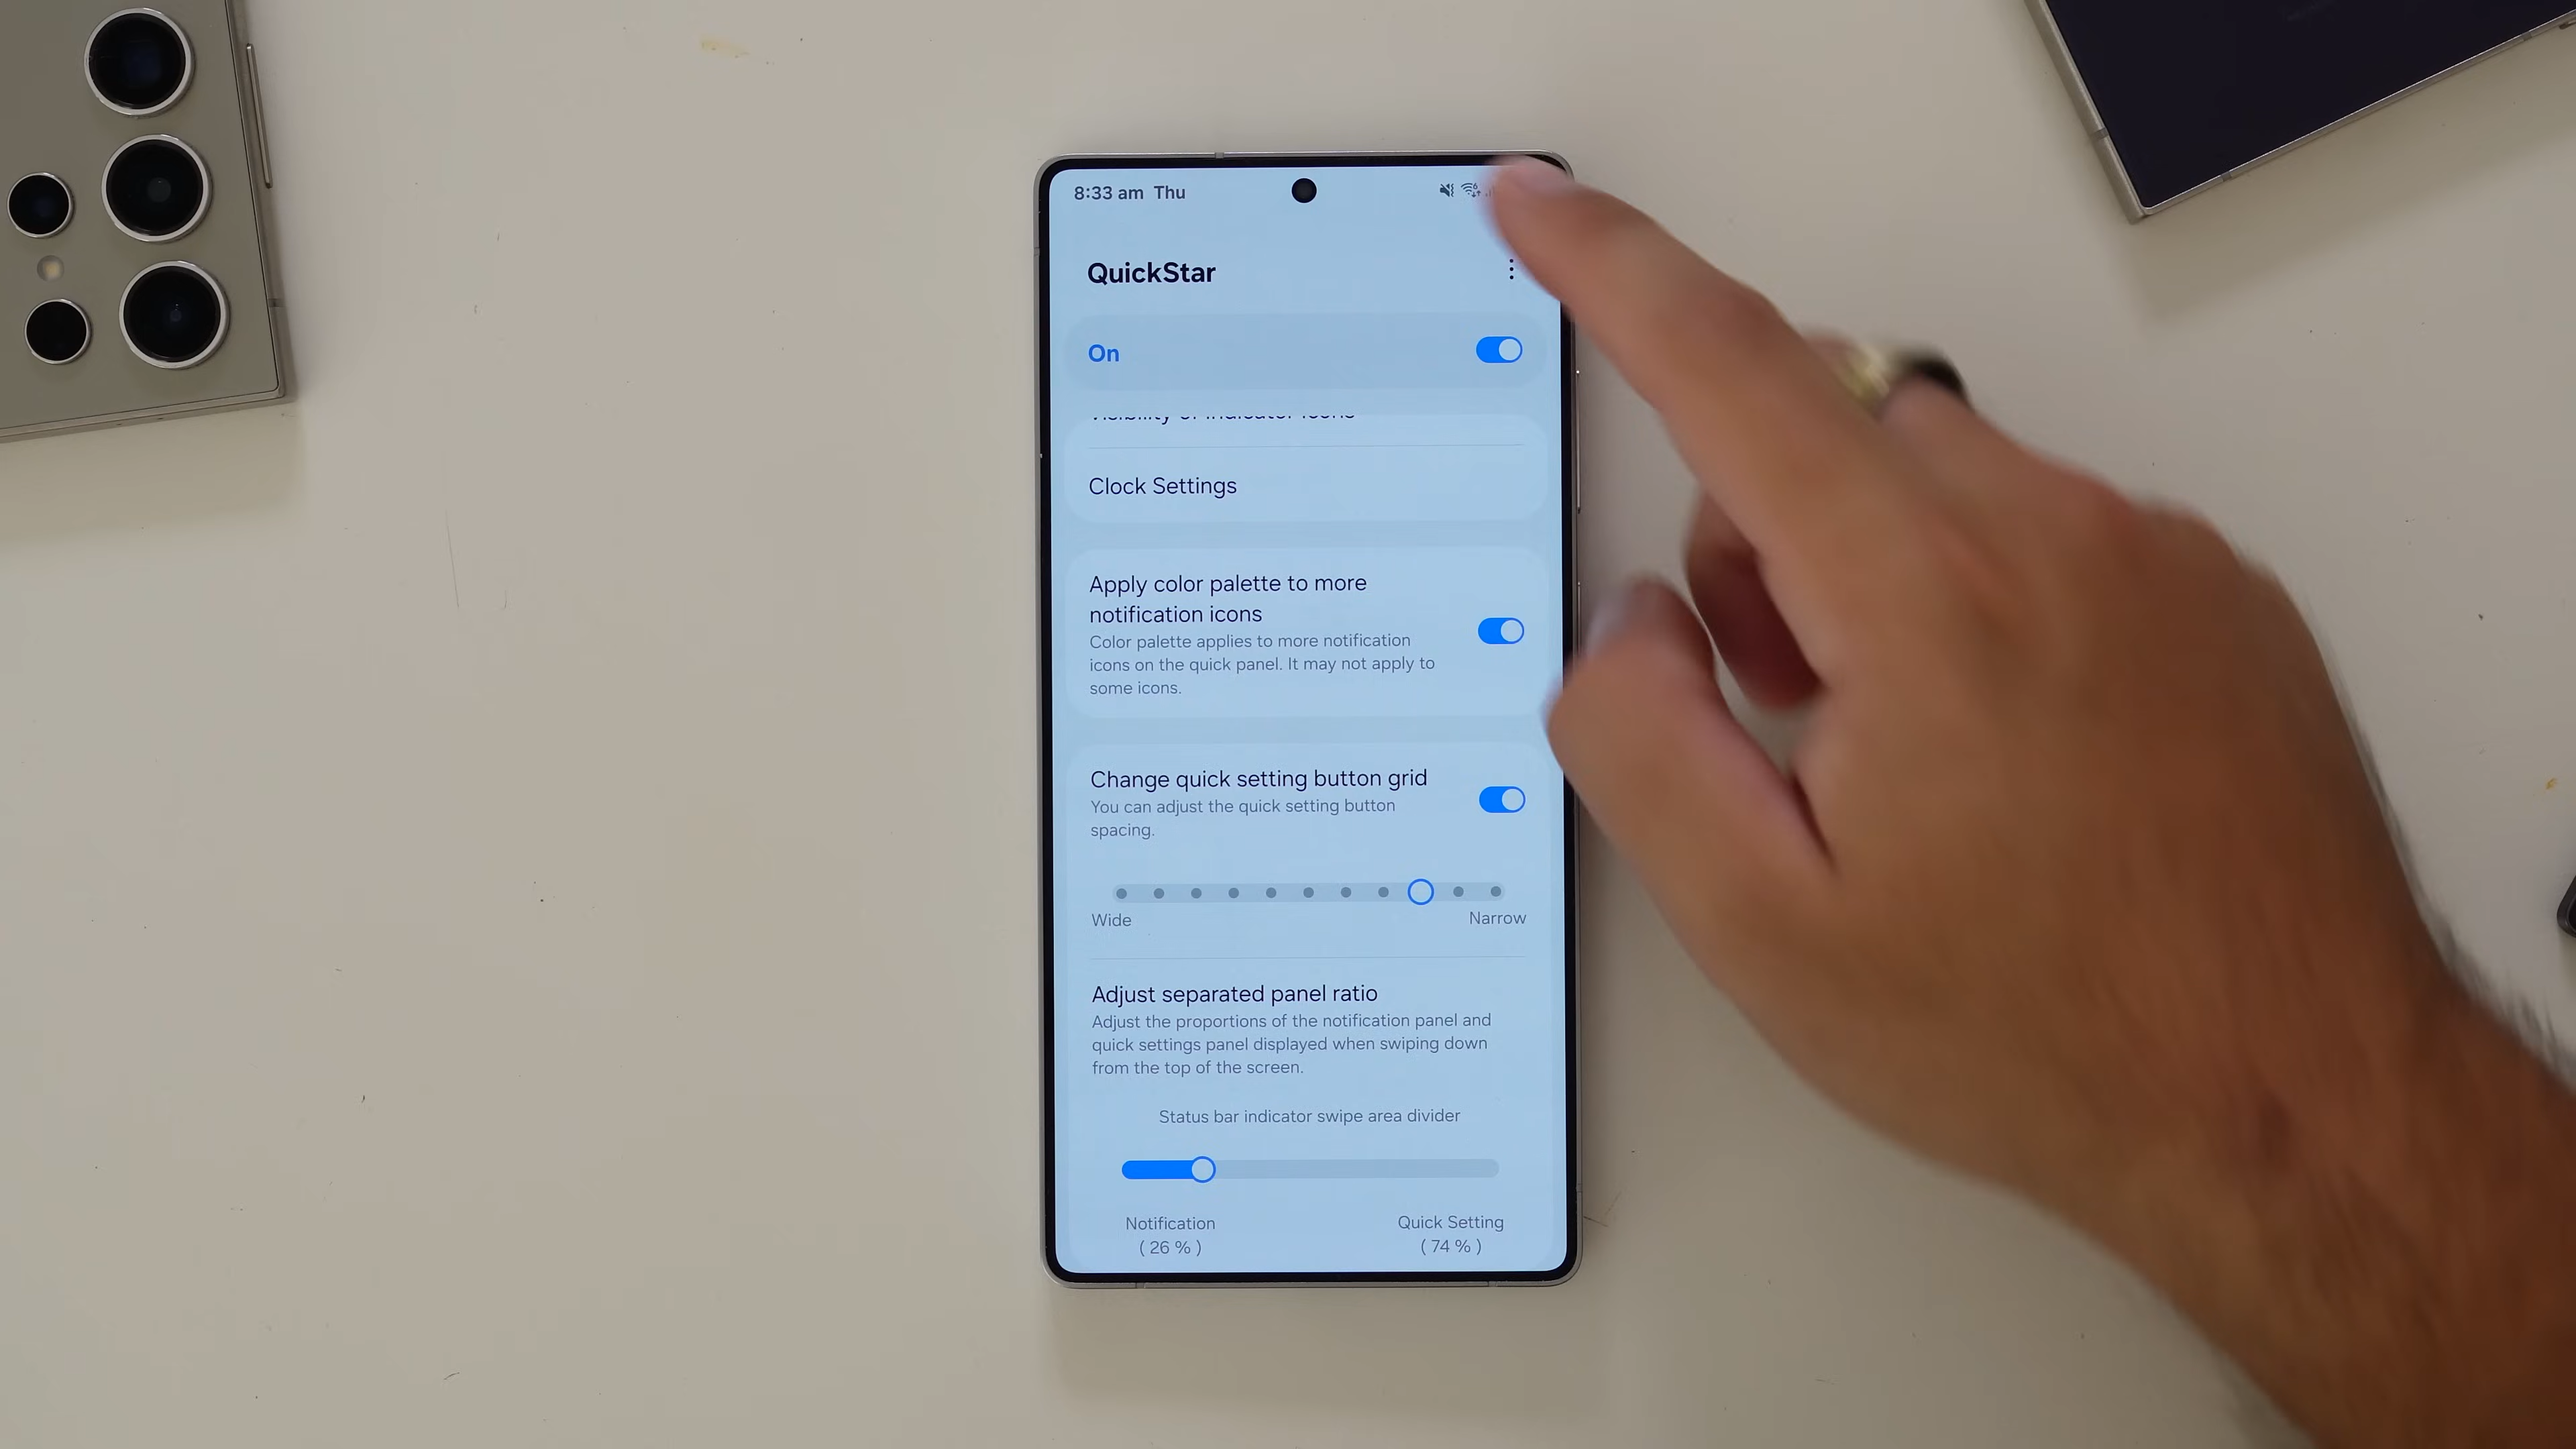 8:33 am Thu
QuickStar
On
Visibility of indicator icons
Clock Settings
Apply color palette to more
notification icons
Color palette applies to more notification
icons on the quick panel. It may not apply to
some icons.
Change quick setting button grid
You can adjust the quick setting button
spacing.
Wide
Narrow
Adjust separated panel ratio
Adjust the proportions of the notification panel and
quick settings panel displayed when swiping down
from the top of the screen.
Status bar indicator swipe area divider
Notification
( 26 % )
Quick Setting
( 74 % )